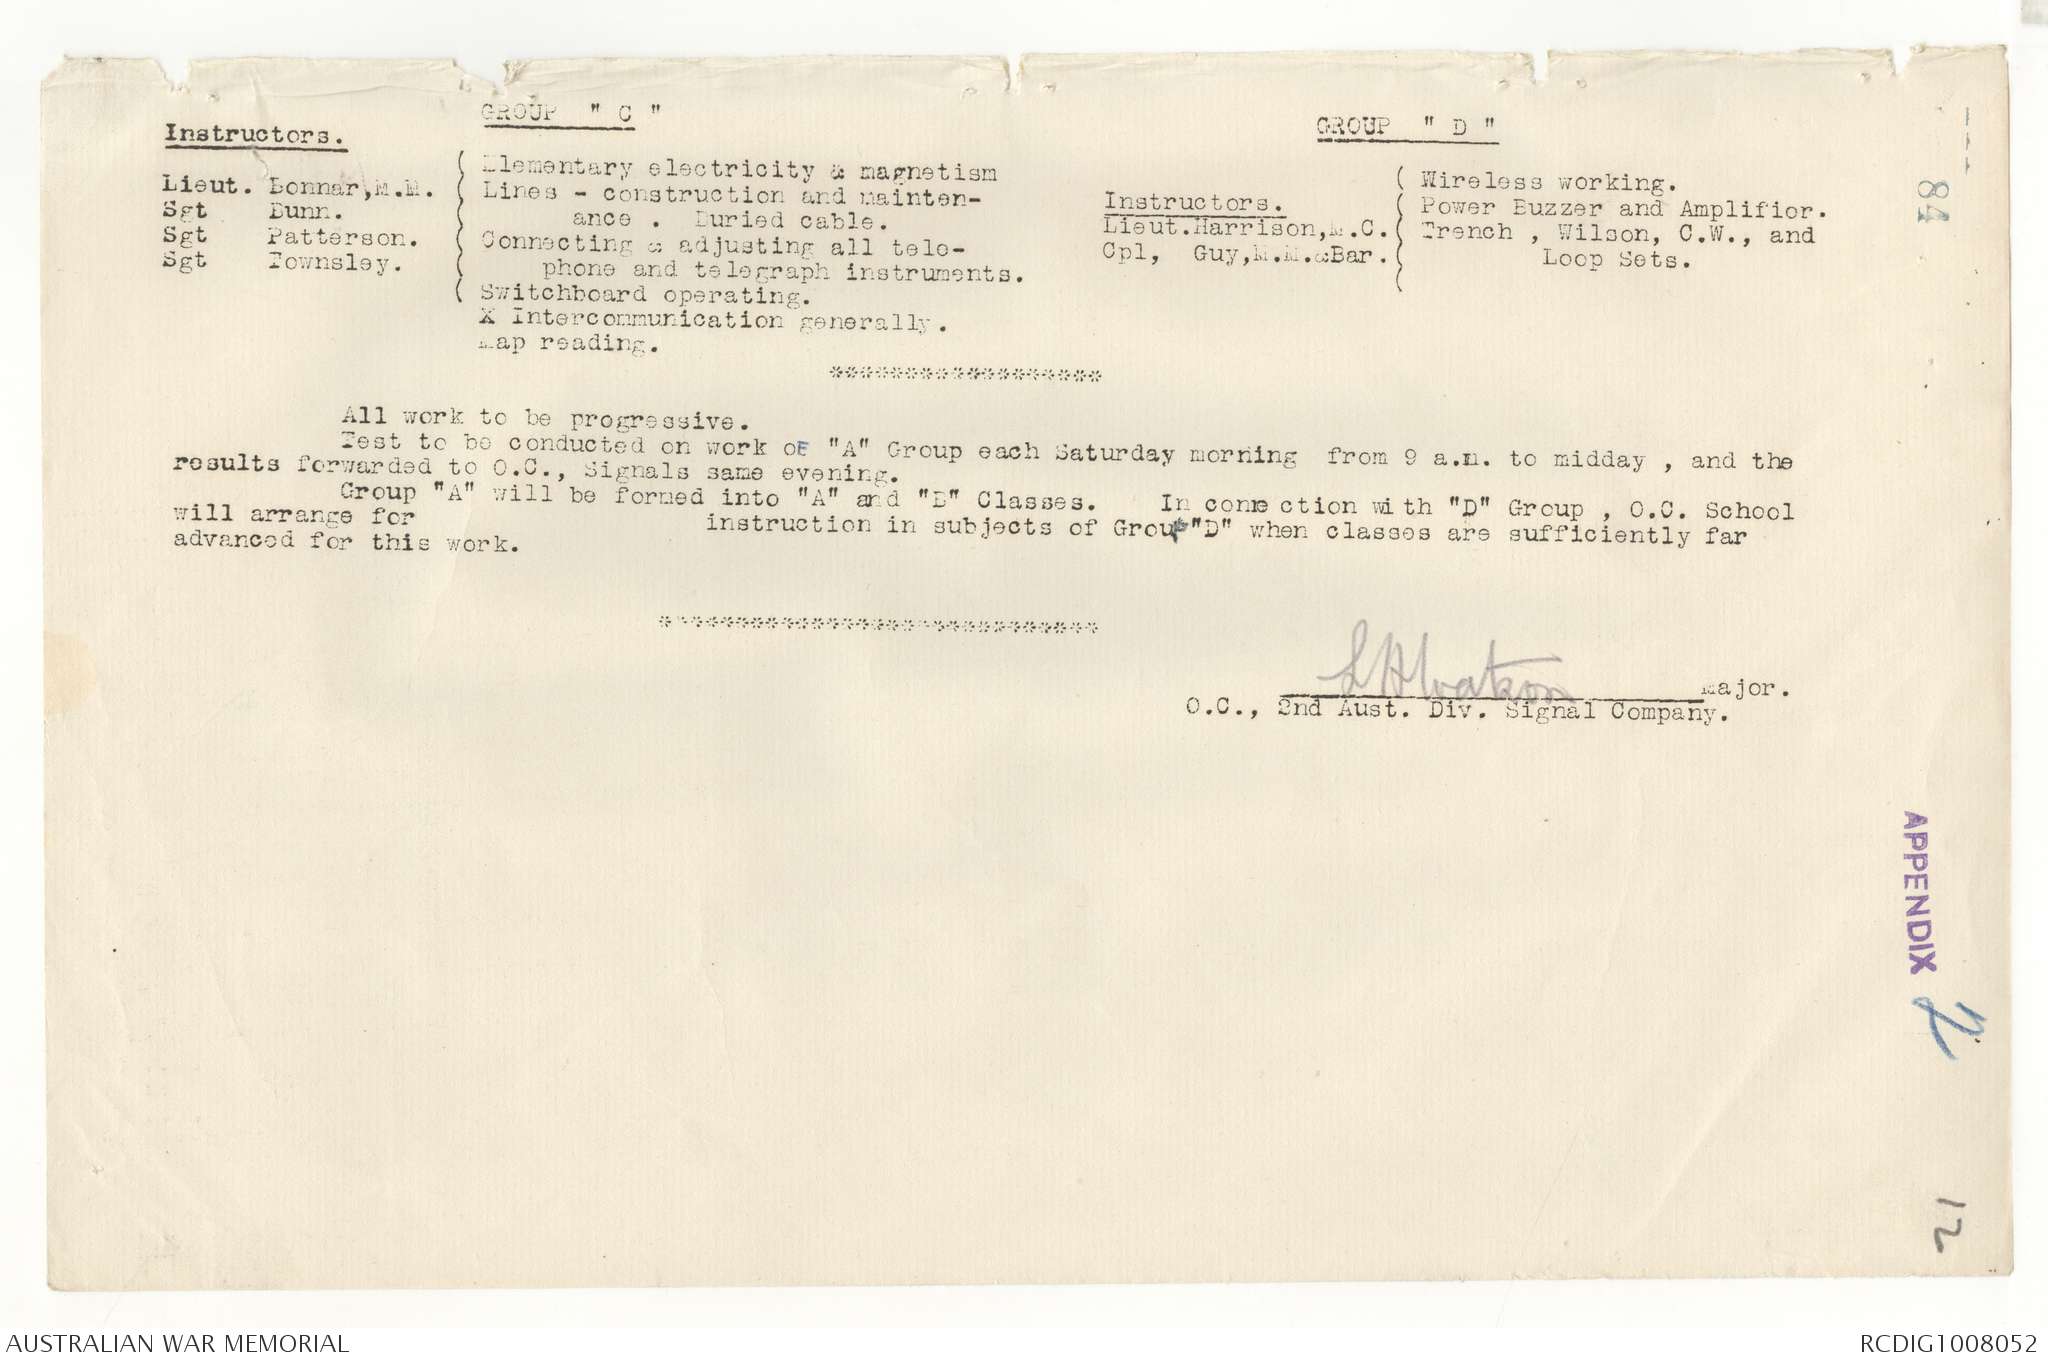 GROUP " C "
Instructors.
Lieut. Bonnar,M.M.
Sgt Dunn.
Sgt Patterson.
Sgt Townsley.
Elementary electricity & magnetism
Lines - construction and mainten-
ance . Buried cable.
Connecting & adjusting all tele-
phone and telegraph instruments.
Switchboard operating.
X Intercommunication generally.
Map reading.
GROUP " D "
Instructors.
Lieut.Harrison,M.C.
Cpl, Guy,M.M.&Bar.
Wireless working.
Power Buzzer and Amplifior.
Trench , Wilson, C.W., and
Loop Sets.
84
******************
All work to be progressive.
Test to be conducted on work of "A" Group each Saturday morning from 9 a.m. to midday , and the
results forwarded to O.C., Signals same evening.
Group "A" will be formed into "A" and "B" Classes. In connection with "D" Group , O.C. School
will arrange for instruction in subjects of Group "D" when classes are sufficiently far
advanced for this work.
*****************************
L H Watson Major.
O.C., 2nd Aust. Div. Signal Company.
APPENDIX 2
12
AUSTRALIAN WAR MEMORIAL
RCDIG1008052